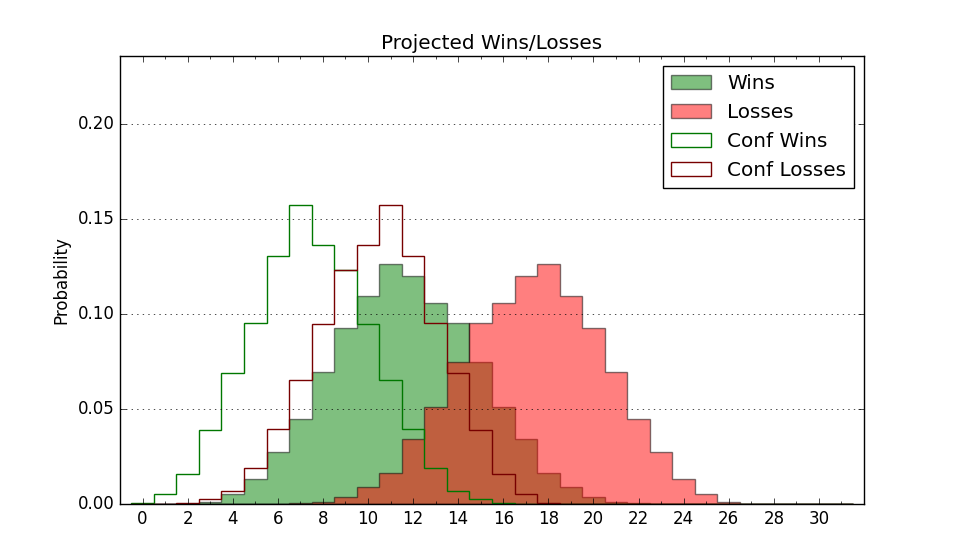 Projected Wins/Losses
Wins
Losses
Conf Wins
Conf Losses
Probability
0.20
0.15
0.10
0.05
0.00
0 2 4 6 8 10 12 14 16 18 20 22 24 26 28 30